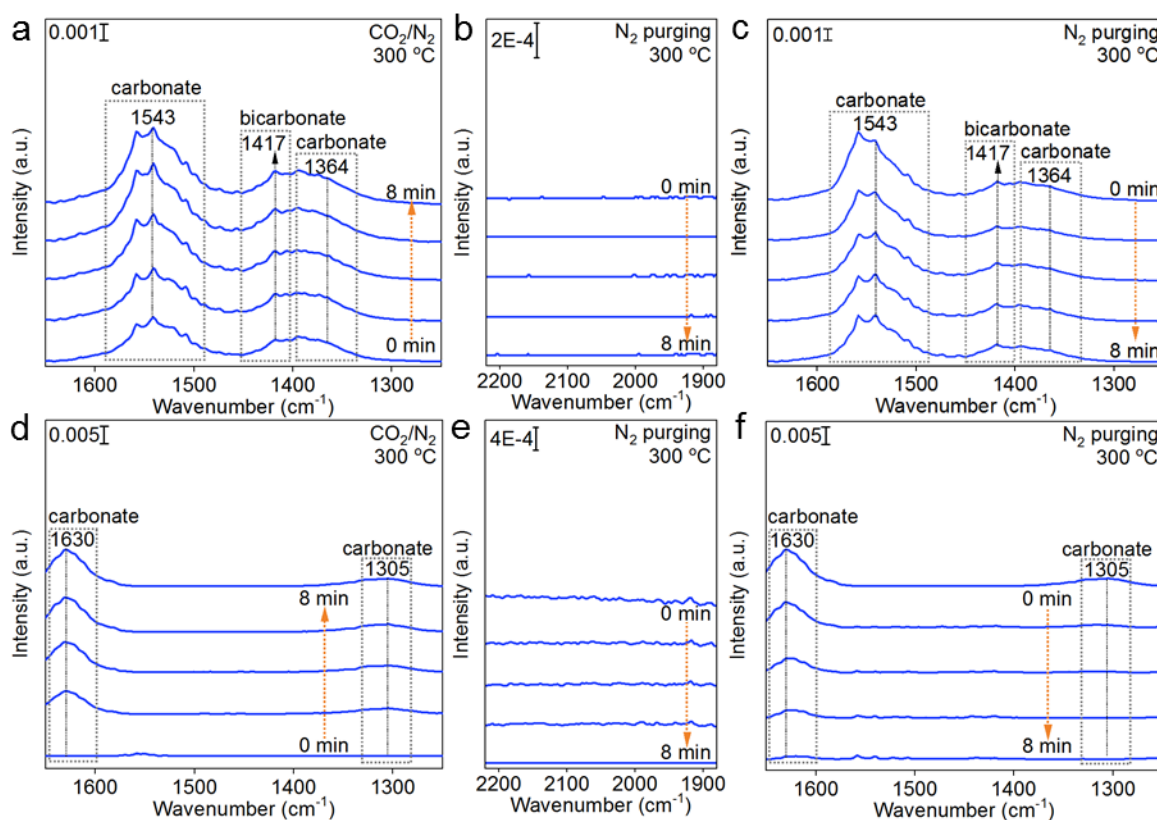 a
0.001
CO₂/N₂
300 °C
carbonate
1543
bicarbonate
1417
carbonate
1364
8 min
0 min
Intensity (a.u.)
1600 1500 1400 1300
Wavenumber (cm⁻¹)
b
2E-4
N₂ purging
300 °C
0 min
8 min
Intensity (a.u.)
2200 2100 2000 1900
Wavenumber (cm⁻¹)
c
0.001
N₂ purging
300 °C
carbonate
1543
bicarbonate
1417
carbonate
1364
0 min
8 min
Intensity (a.u.)
1600 1500 1400 1300
Wavenumber (cm⁻¹)
d
0.005
CO₂/N₂
300 °C
carbonate
1630
carbonate
1305
8 min
0 min
Intensity (a.u.)
1600 1500 1400 1300
Wavenumber (cm⁻¹)
e
4E-4
N₂ purging
300 °C
0 min
8 min
Intensity (a.u.)
2200 2100 2000 1900
Wavenumber (cm⁻¹)
f
0.005
N₂ purging
300 °C
carbonate
1630
carbonate
1305
0 min
8 min
Intensity (a.u.)
1600 1500 1400 1300
Wavenumber (cm⁻¹)